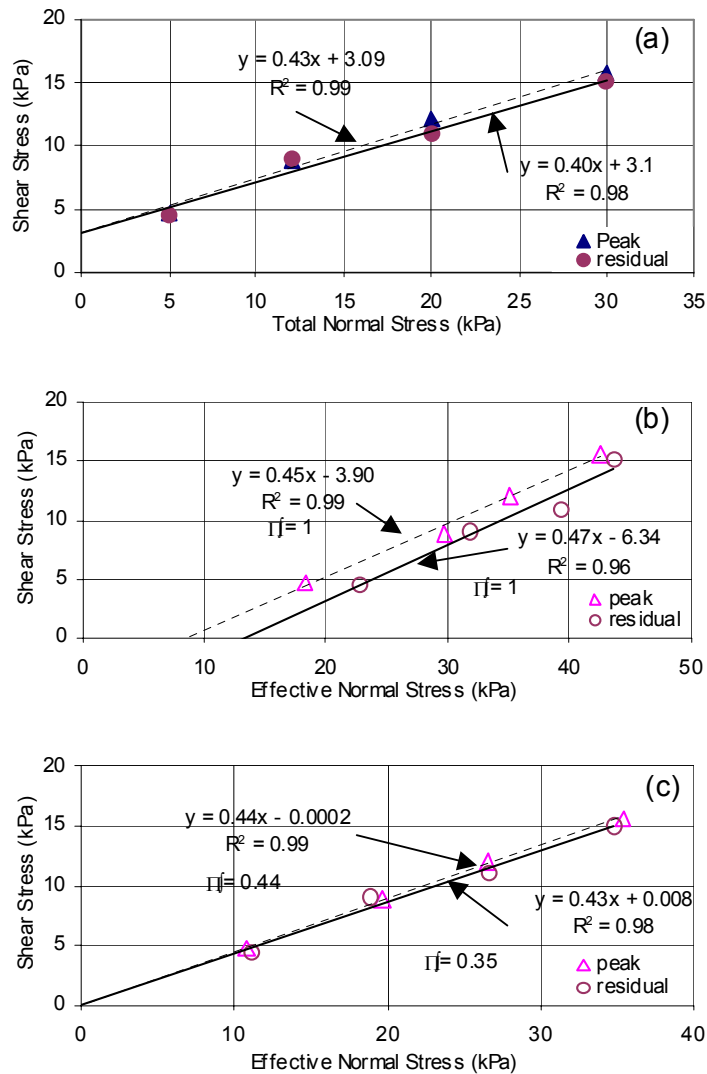 (a)
20
y = 0.43x + 3.09
R² = 0.99
15
10
y = 0.40x + 3.1
R² = 0.98
5
Peak
residual
0
0 5 10 15 20 25 30 35
Total Normal Stress (kPa)
Shear Stress (kPa)
(b)
20
15
y = 0.45x - 3.90
R² = 0.99
= 1
10
y = 0.47x - 6.34
R² = 0.96
= 1
5
peak
residual
0
0 10 20 30 40 50
Effective Normal Stress (kPa)
Shear Stress (kPa)
(c)
20
15
y = 0.44x - 0.0002
R² = 0.99
= 0.44
10
y = 0.43x + 0.008
R² = 0.98
= 0.35
5
peak
residual
0
0 10 20 30 40
Effective Normal Stress (kPa)
Shear Stress (kPa)